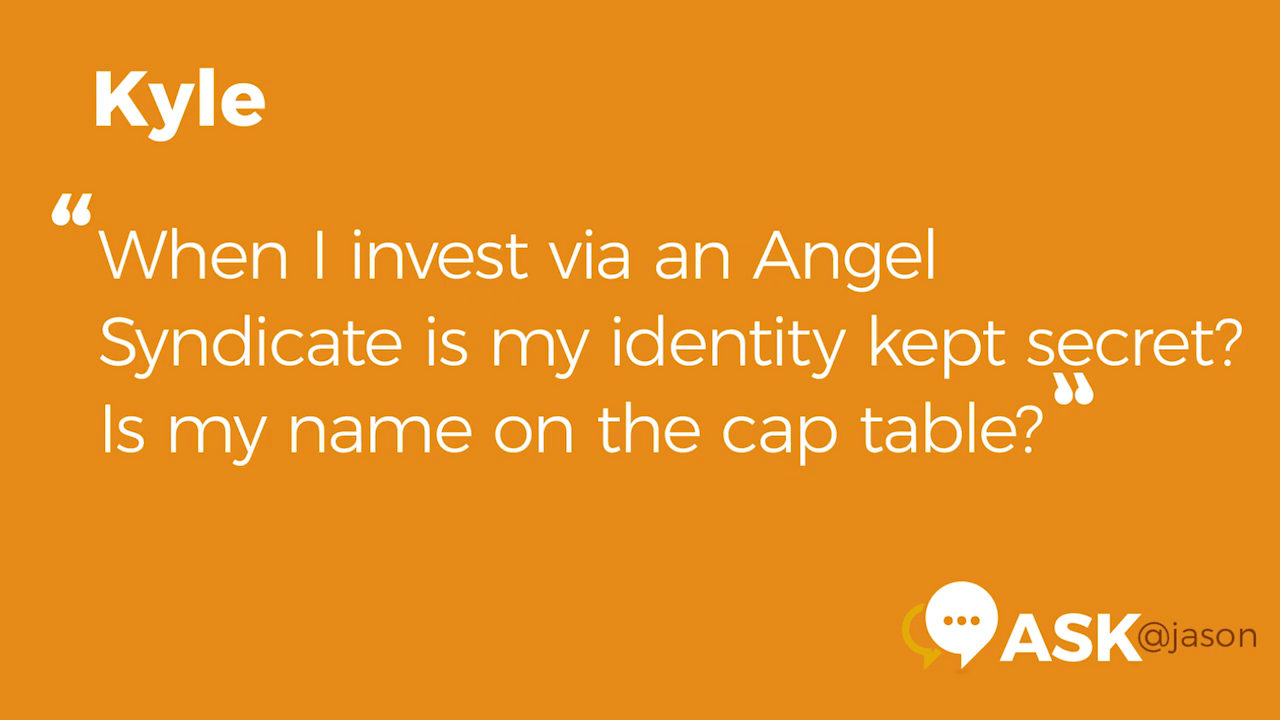 Kyle
“When I invest via an Angel
Syndicate is my identity kept secret?
Is my name on the cap table?”
ASK@jason